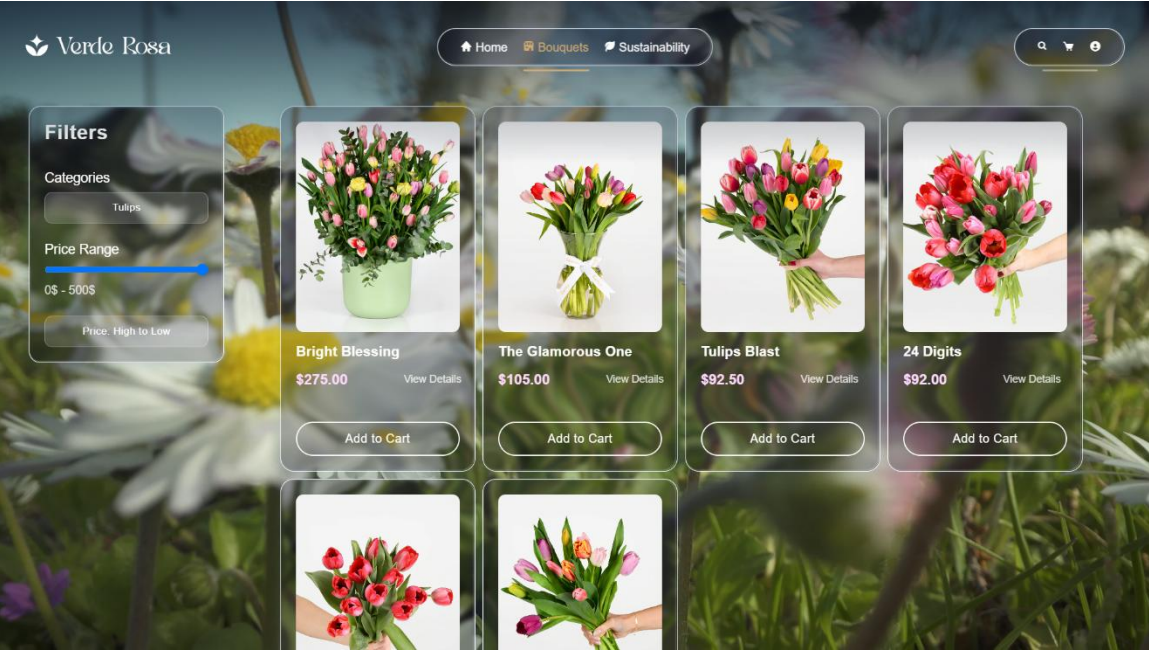 Verde Rosa
Home Bouquets Sustainability
Filters
Categories
Tulips
Price Range
0$ - 500$
Price: High to Low
Bright Blessing
$275.00 View Details
Add to Cart
The Glamorous One
$105.00 View Details
Add to Cart
Tulips Blast
$92.50 View Details
Add to Cart
24 Digits
$92.00 View Details
Add to Cart